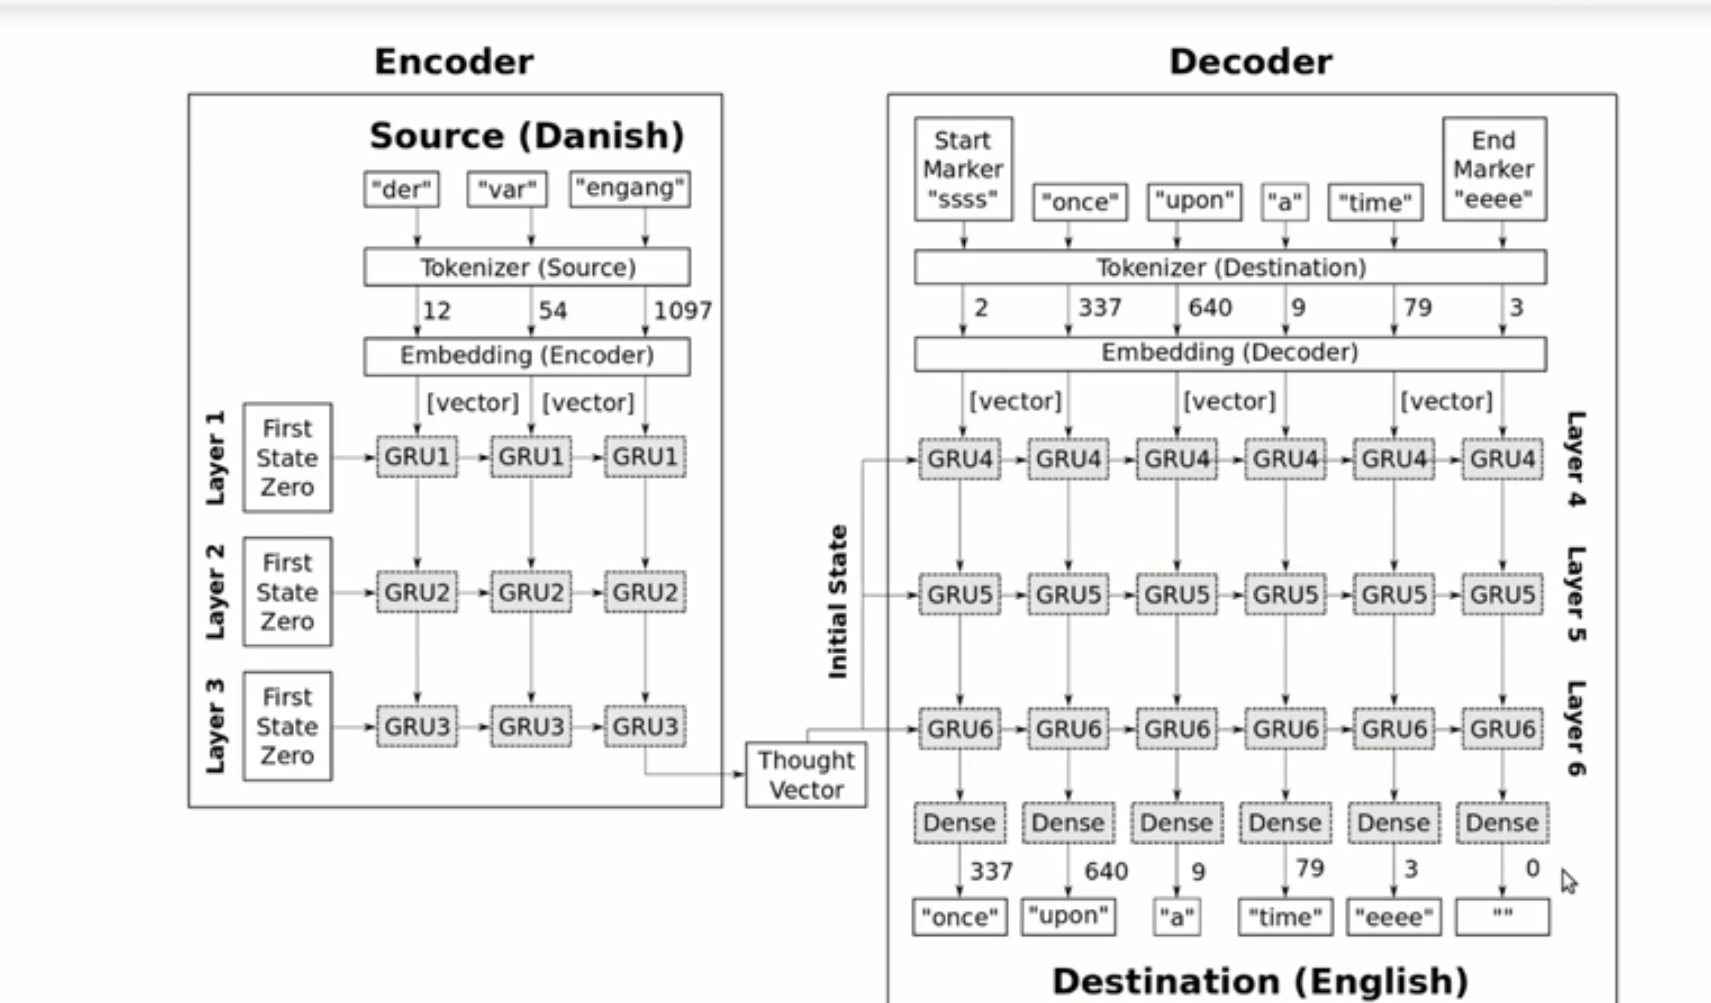 Encoder
Source (Danish)
"der" "var" "engang"
Tokenizer (Source)
12 54 1097
Embedding (Encoder)
[vector] [vector]
Layer 1
First
State
Zero
GRU1 GRU1 GRU1
Layer 2
First
State
Zero
GRU2 GRU2 GRU2
Layer 3
First
State
Zero
GRU3 GRU3 GRU3
Thought
Vector
Initial State
Decoder
Start
Marker
"ssss"
"once" "upon" "a" "time"
End
Marker
"eeee"
Tokenizer (Destination)
2 337 640 9 79 3
Embedding (Decoder)
[vector] [vector] [vector]
GRU4 GRU4 GRU4 GRU4 GRU4 GRU4
Layer 4
GRU5 GRU5 GRU5 GRU5 GRU5 GRU5
Layer 5
GRU6 GRU6 GRU6 GRU6 GRU6 GRU6
Layer 6
Dense Dense Dense Dense Dense Dense
337 640 9 79 3 0
"once" "upon" "a" "time" "eeee" ""
Destination (English)